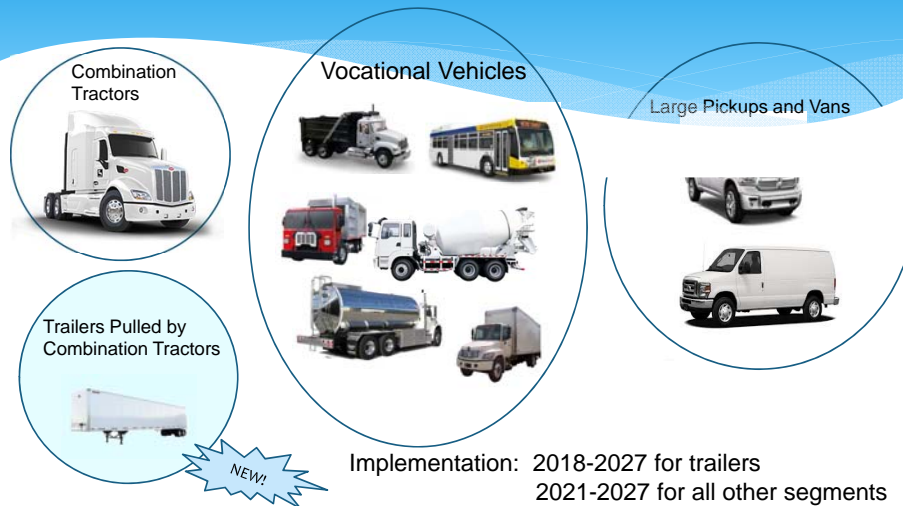 Combination
Tractors
Vocational Vehicles
Large Pickups and Vans
Trailers Pulled by
Combination Tractors
NEW!
Implementation: 2018-2027 for trailers
2021-2027 for all other segments